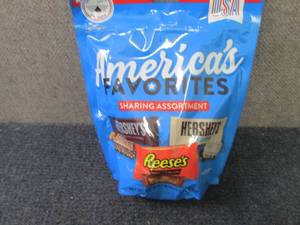 USA
America's
FAVORITES
SHARING ASSORTMENT
HERSHEY'S
HERSHEY'S
Reese's